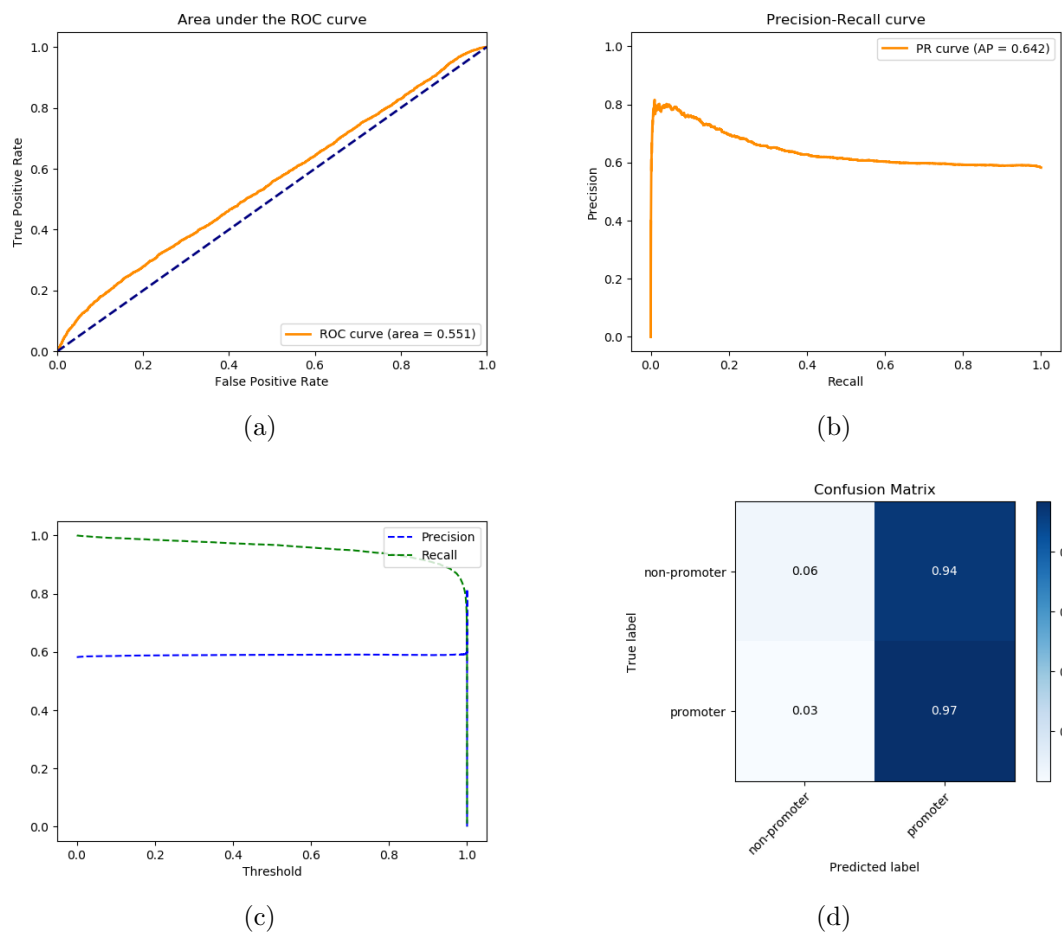 Area under the ROC curve
1.0
0.8
0.6
0.4
0.2
0.0
True Positive Rate
ROC curve (area = 0.551)
0.0
0.2
0.4
0.6
0.8
1.0
False Positive Rate
(a)
Precision-Recall curve
1.0
0.8
0.6
0.4
0.2
0.0
Precision
PR curve (AP = 0.642)
0.0
0.2
0.4
0.6
0.8
1.0
Recall
(b)
1.0
0.8
0.6
0.4
0.2
0.0
Precision
Recall
0.0
0.2
0.4
0.6
0.8
1.0
Threshold
(c)
Confusion Matrix
True label
non-promoter
0.06
0.94
promoter
0.03
0.97
non-promoter
promoter
Predicted label
(d)